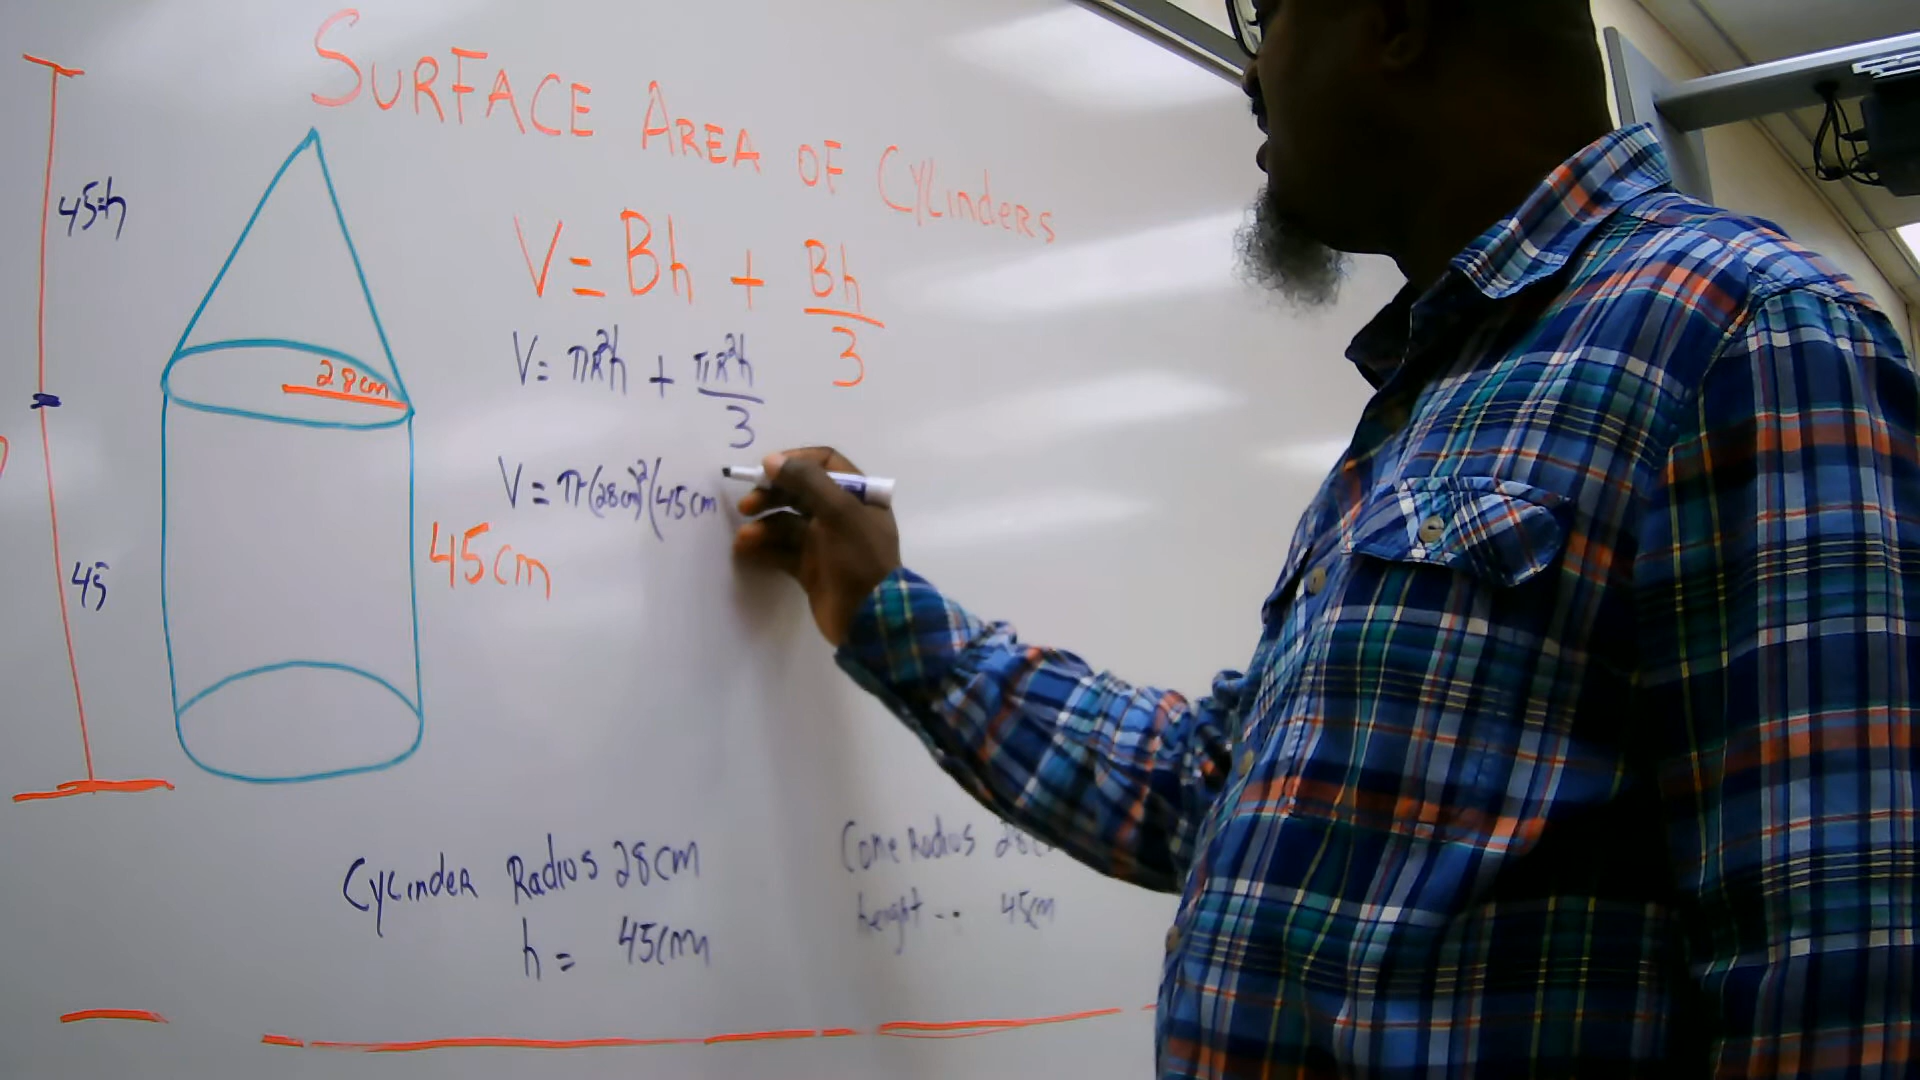 SURFACE AREA OF CYLINDERS
45=h
V = Bh + Bh/3
V = πR²h + πR²h/3
28cm
V = π(28cm)²(45cm
45cm
45
Cylinder Radius 28cm
h = 45cm
Cone Radius
height .. 45cm